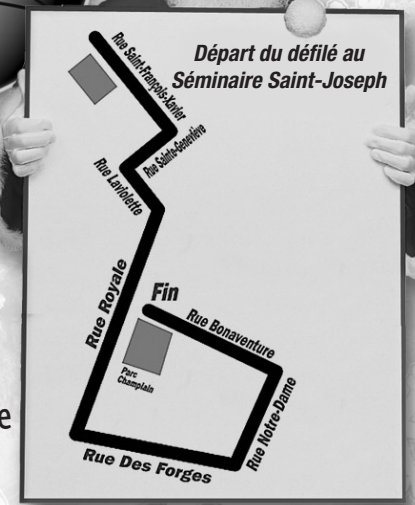 Départ du défilé au
Séminaire Saint-Joseph
Rue Saint-François-Xavier
Rue Sainte-Geneviève
Rue Laviolette
Rue Royale
Fin
Rue Bonaventure
Parc
Champlain
Rue Notre-Dame
Rue Des Forges
e